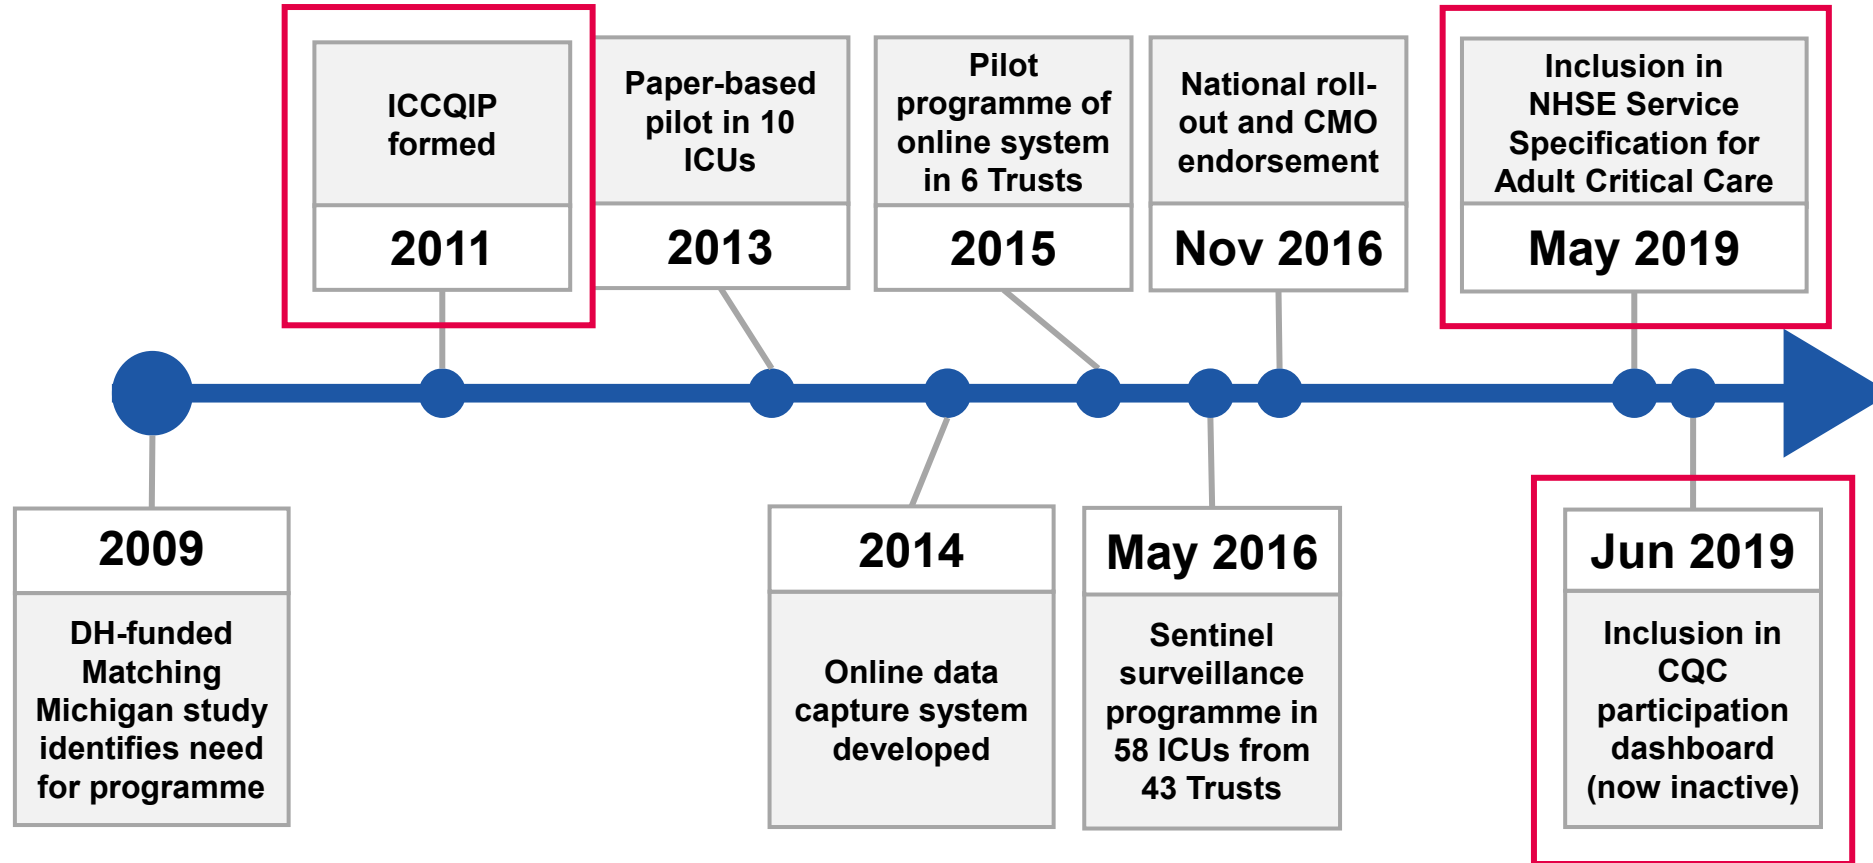 ICCQIP
formed
2011
Paper-based
pilot in 10
ICUs
2013
Pilot
programme of
online system
in 6 Trusts
2015
National roll-
out and CMO
endorsement
Nov 2016
Inclusion in
NHSE Service
Specification for
Adult Critical Care
May 2019
2009
DH-funded
Matching
Michigan study
identifies need
for programme
2014
Online data
capture system
developed
May 2016
Sentinel
surveillance
programme in
58 ICUs from
43 Trusts
Jun 2019
Inclusion in
CQC
participation
dashboard
(now inactive)